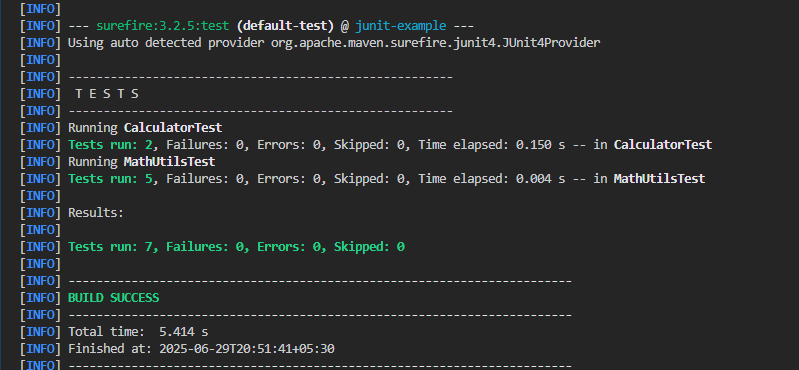 [INFO]
[INFO] --- surefire:3.2.5:test (default-test) @ junit-example ---
[INFO] Using auto detected provider org.apache.maven.surefire.junit4.JUnit4Provider
[INFO]
[INFO] -------------------------------------------------------
[INFO]  T E S T S
[INFO] -------------------------------------------------------
[INFO] Running CalculatorTest
[INFO] Tests run: 2, Failures: 0, Errors: 0, Skipped: 0, Time elapsed: 0.150 s -- in CalculatorTest
[INFO] Running MathUtilsTest
[INFO] Tests run: 5, Failures: 0, Errors: 0, Skipped: 0, Time elapsed: 0.004 s -- in MathUtilsTest
[INFO]
[INFO] Results:
[INFO]
[INFO] Tests run: 7, Failures: 0, Errors: 0, Skipped: 0
[INFO]
[INFO] ------------------------------------------------------------------------
[INFO] BUILD SUCCESS
[INFO] ------------------------------------------------------------------------
[INFO] Total time:  5.414 s
[INFO] Finished at: 2025-06-29T20:51:41+05:30
[INFO] ------------------------------------------------------------------------